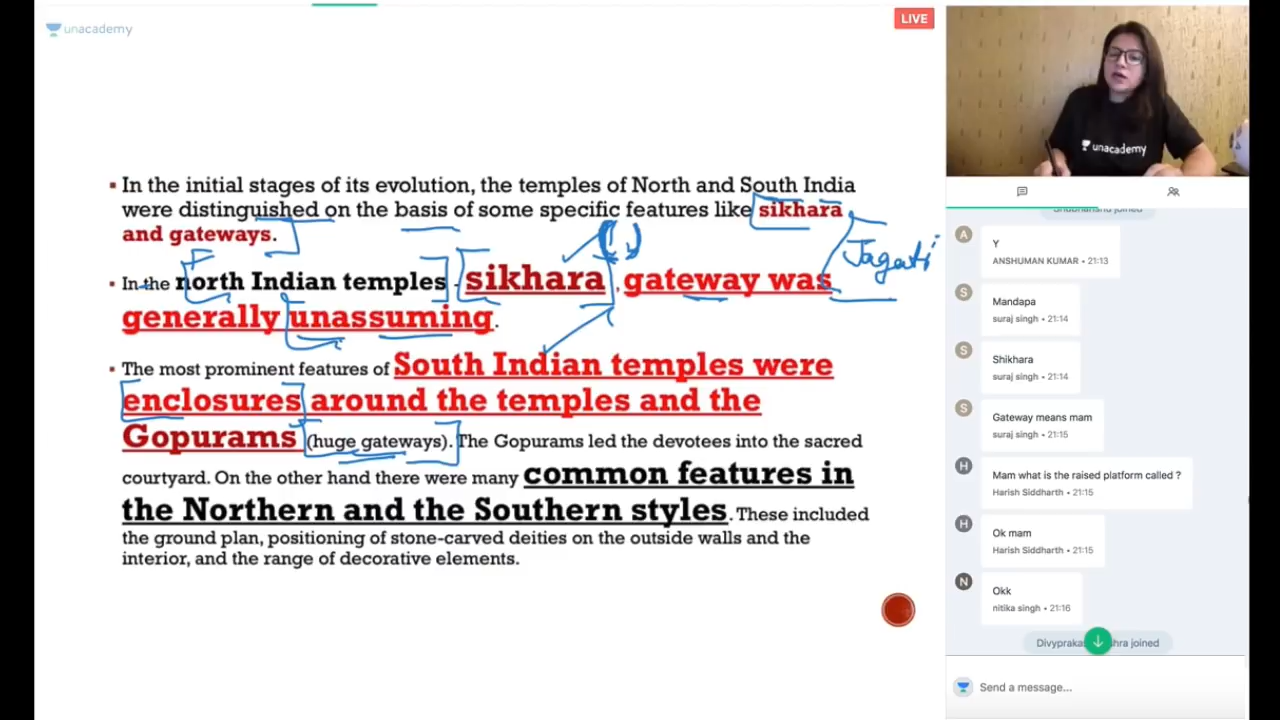 unacademy
LIVE
▪ In the initial stages of its evolution, the temples of North and South India
were distinguished on the basis of some specific features like sikhara
and gateways.
Jagati
▪ In the north Indian temples - sikhara, gateway was
generally unassuming.
▪ The most prominent features of South Indian temples were
enclosures around the temples and the
Gopurams (huge gateways). The Gopurams led the devotees into the sacred
courtyard. On the other hand there were many common features in
the Northern and the Southern styles. These included
the ground plan, positioning of stone-carved deities on the outside walls and the
interior, and the range of decorative elements.
unacademy
joined
A
Y
ANSHUMAN KUMAR • 21:13
S
Mandapa
suraj singh • 21:14
S
Shikhara
suraj singh • 21:14
S
Gateway means mam
suraj singh • 21:15
H
Mam what is the raised platform called ?
Harish Siddharth • 21:15
H
Ok mam
Harish Siddharth • 21:15
N
Okk
nitika singh • 21:16
joined
Send a message...